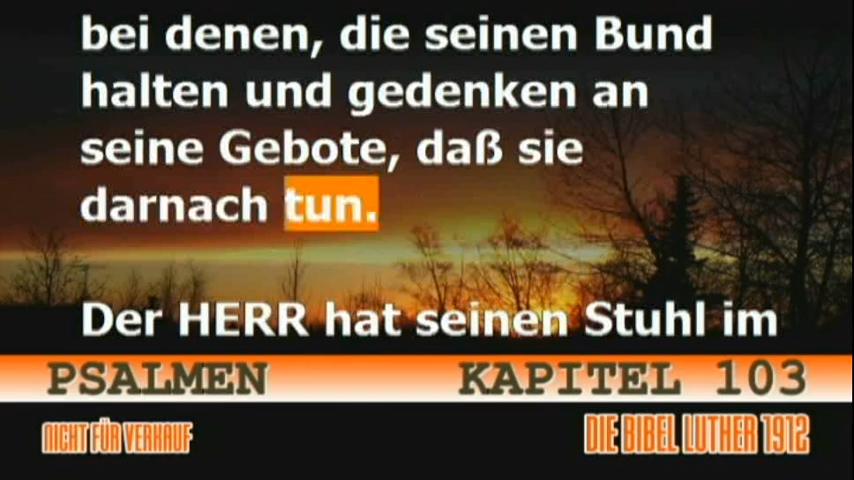 bei denen, die seinen Bund
halten und gedenken an
seine Gebote, daß sie
darnach tun.
Der HERR hat seinen Stuhl im
PSALMEN KAPITEL 103
NICHT FÜR VERKAUF DIE BIBEL LUTHER 1912